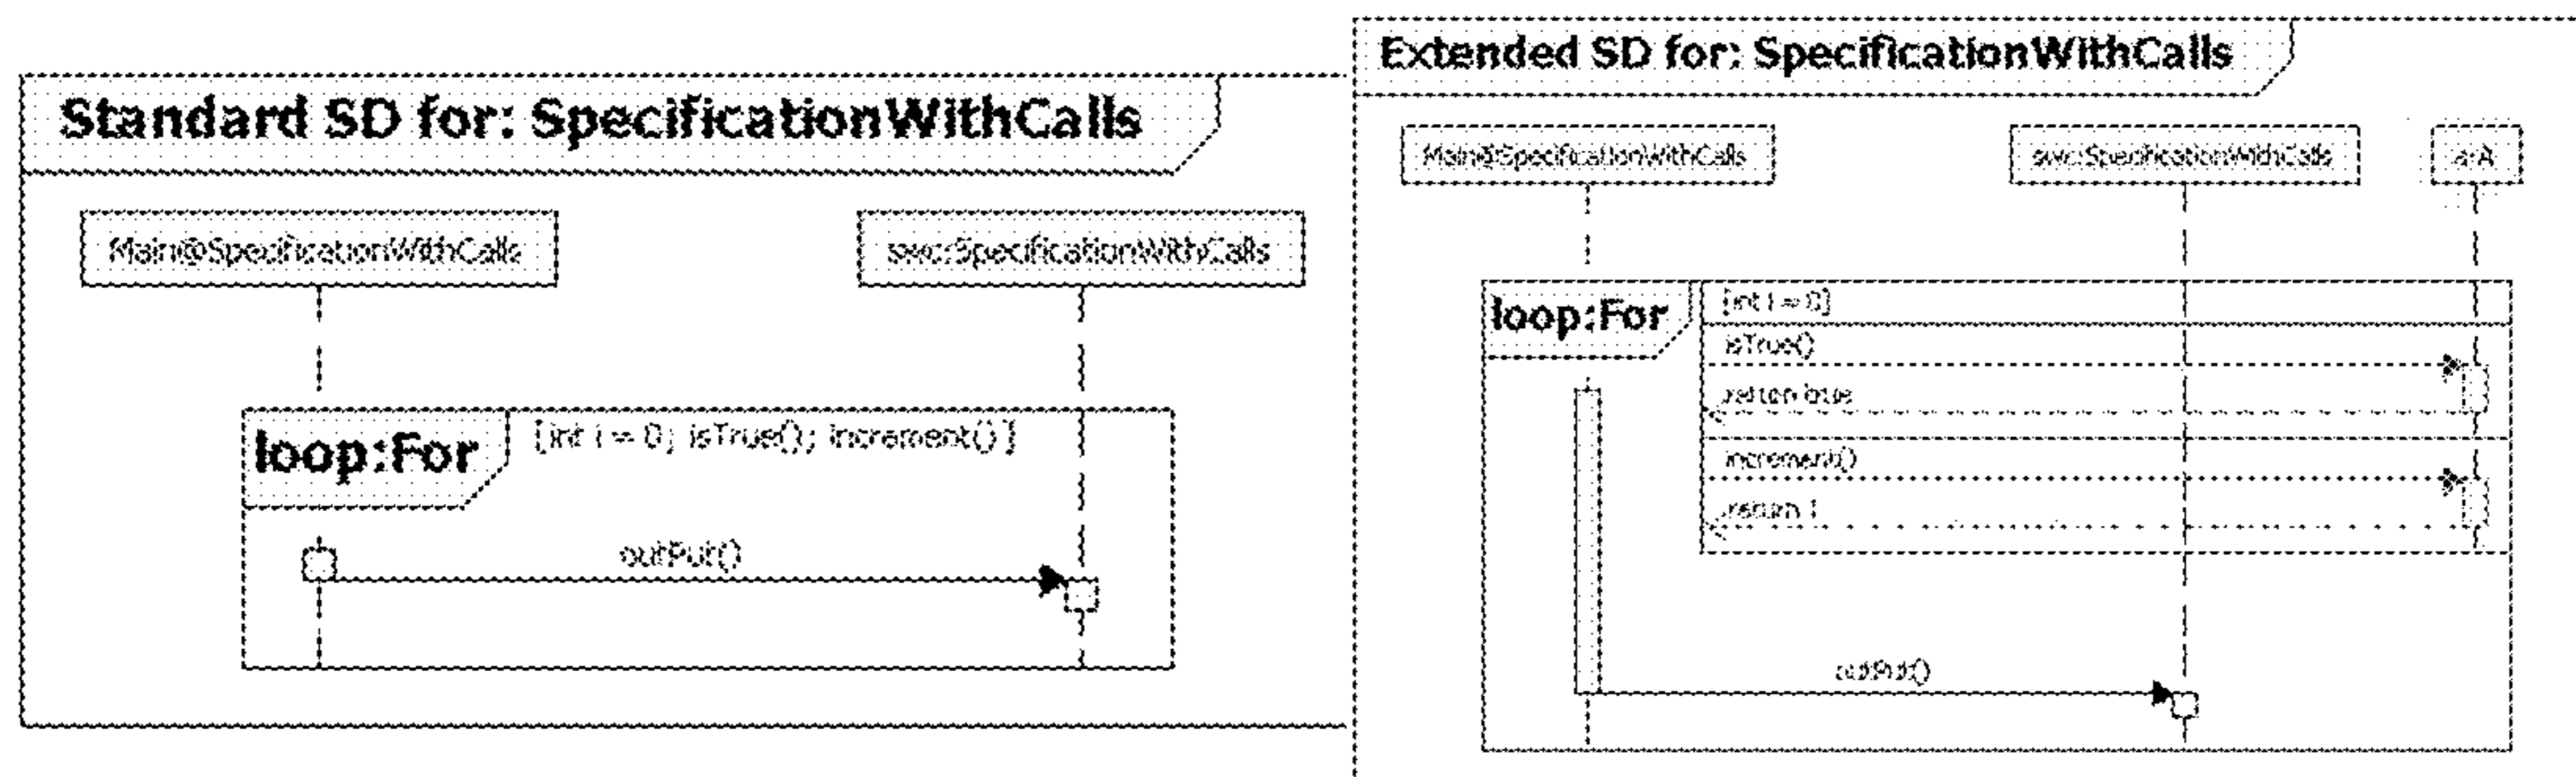 Standard SD for: SpecificationWithCalls
Main@SpecificationWithCalls
swc:SpecificationWithCalls
loop:For
[int i = 0; isTrue(); increment()]
outPut()
Extended SD for: SpecificationWithCalls
Main@SpecificationWithCalls
swc:SpecificationWithCalls
a:A
loop:For
[int i = 0]
isTrue()
return true
increment()
return 1
outPut()